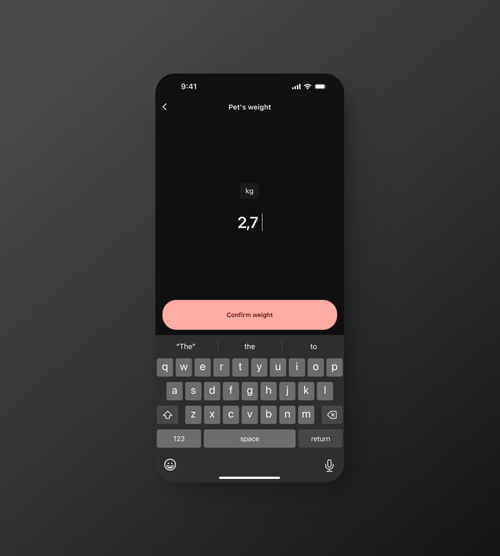 9:41
Pet's weight
kg
2,7
Confirm weight
"The" the to
q w e r t y u i o p
a s d f g h j k l
z x c v b n m
123 space return